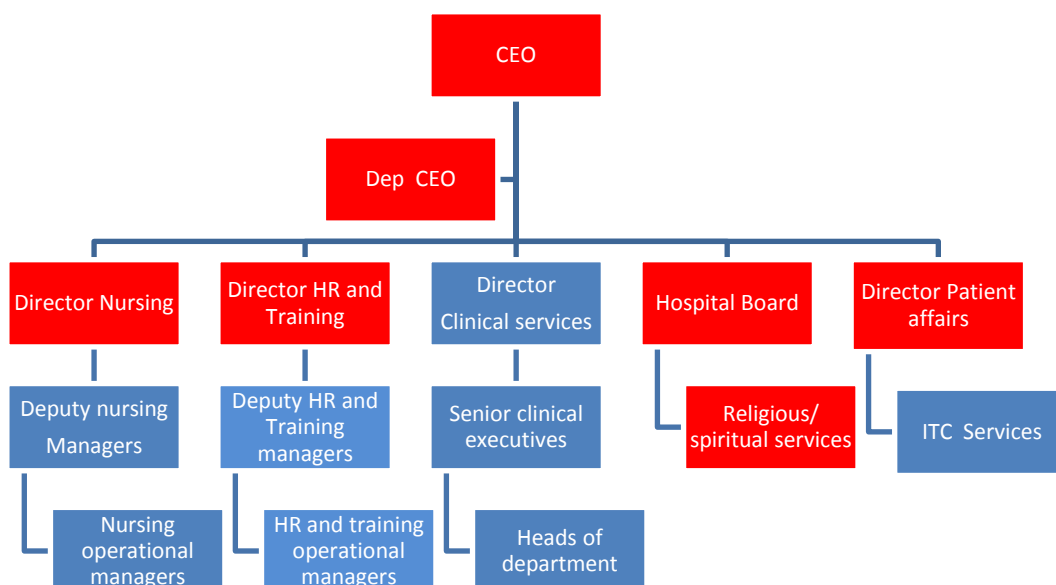 CEO
Dep CEO
Director Nursing
Director HR and
Training
Director
Clinical services
Hospital Board
Director Patient
affairs
Deputy nursing
Managers
Deputy HR and
Training
managers
Senior clinical
executives
Religious/
spiritual services
ITC Services
Nursing
operational
managers
HR and training
operational
managers
Heads of
department